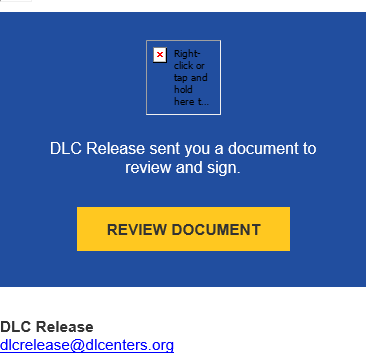 Right-
click or
tap and
hold
here t...
DLC Release sent you a document to
review and sign.
REVIEW DOCUMENT
DLC Release
dlcrelease@dlcenters.org